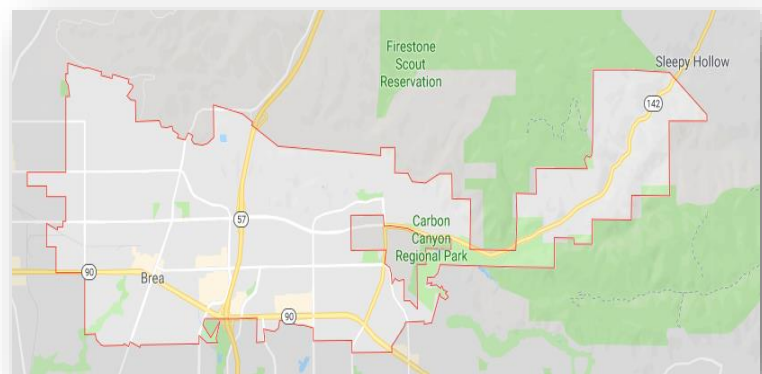 Firestone
Scout
Reservation
Sleepy Hollow
142
57
Carbon
Canyon
Regional Park
90
Brea
90